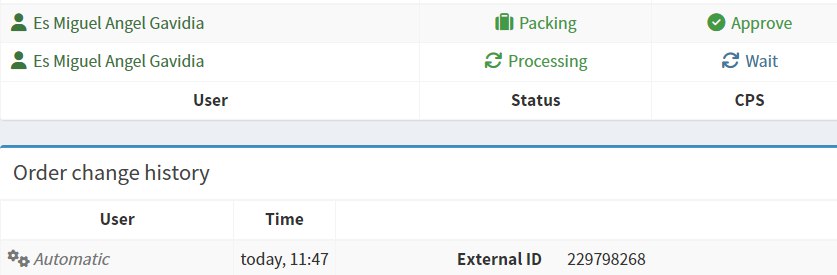 Es Miguel Angel Gavidia Packing Approve
Es Miguel Angel Gavidia Processing Wait
User Status CPS
Order change history
User Time
Automatic today, 11:47 External ID 229798268